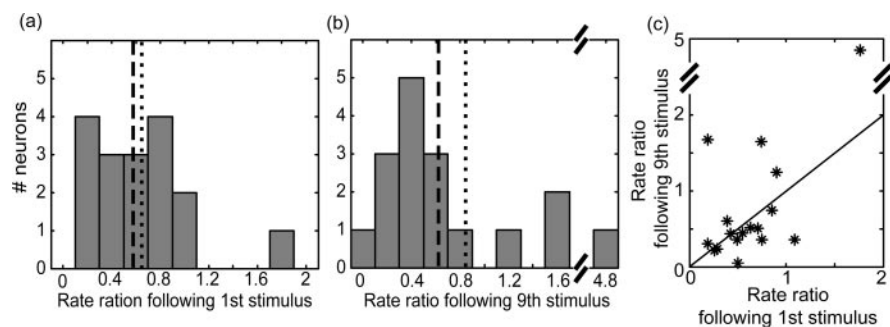 (a)
# neurons
5
4
3
2
1
0
0 0.4 0.8 1.2 1.6 2
Rate ration following 1st stimulus
(b)
5
4
3
2
1
0
0 0.4 0.8 1.2 1.6 4.8
Rate ratio following 9th stimulus
(c)
Rate ratio
following 9th stimulus
5
2
1
0
0 1 2
Rate ratio
following 1st stimulus